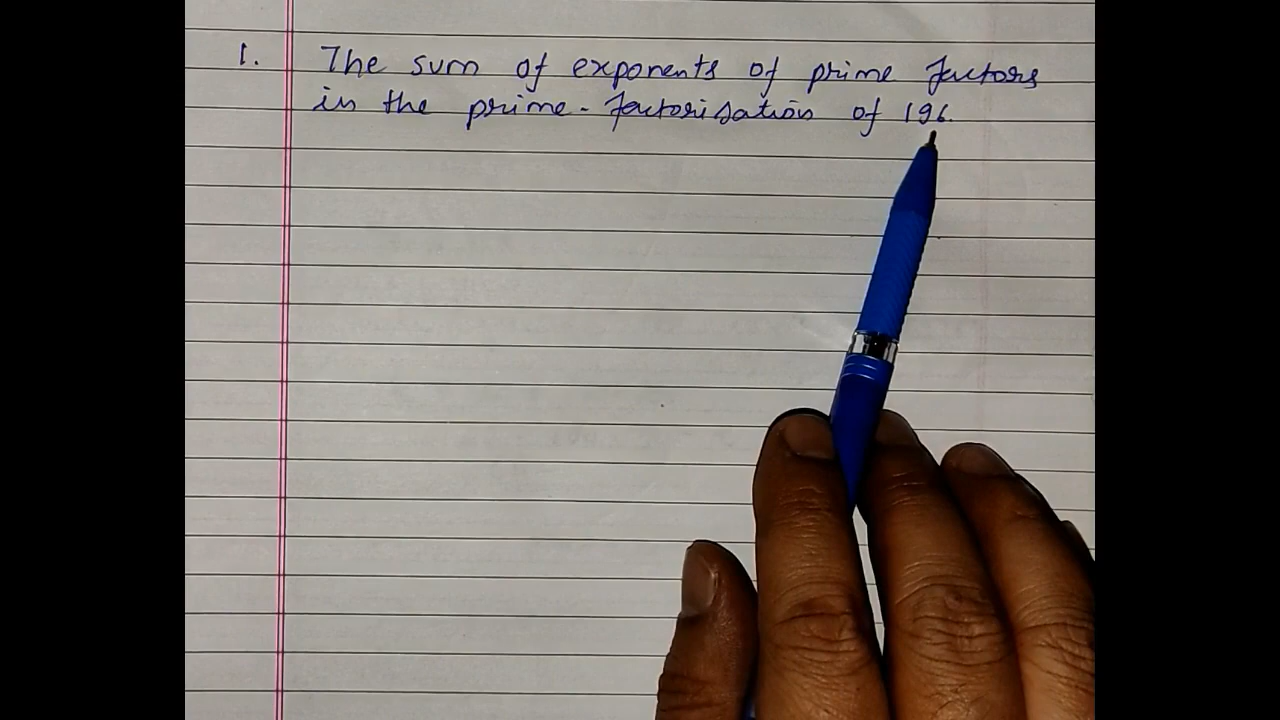 1. The sum of exponents of prime factors
in the prime-factorisation of 196.